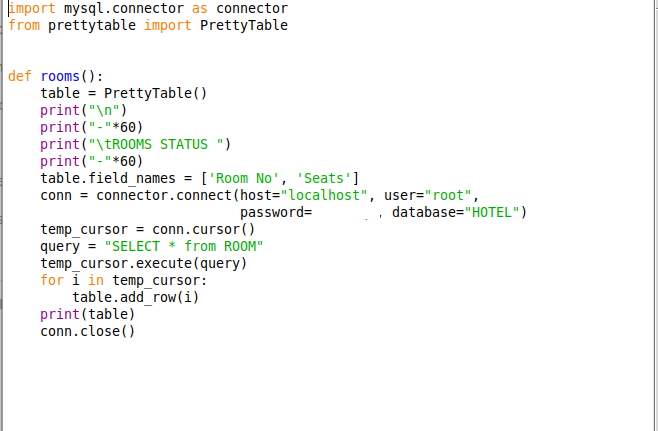 import mysql.connector as connector
from prettytable import PrettyTable
def rooms():
    table = PrettyTable()
    print("\n")
    print("-"*60)
    print("\tROOMS STATUS ")
    print("-"*60)
    table.field_names = ['Room No', 'Seats']
    conn = connector.connect(host="localhost", user="root",
                             password=      , database="HOTEL")
    temp_cursor = conn.cursor()
    query = "SELECT * from ROOM"
    temp_cursor.execute(query)
    for i in temp_cursor:
        table.add_row(i)
    print(table)
    conn.close()